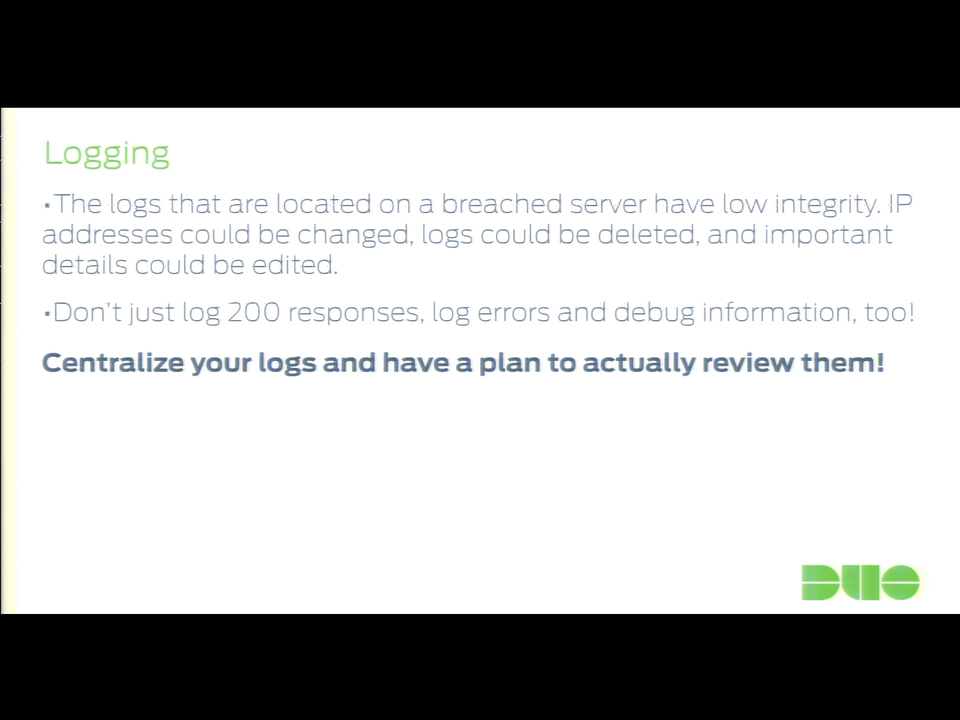 Logging
▪The logs that are located on a breached server have low integrity. IP
addresses could be changed, logs could be deleted, and important
details could be edited.
▪Don't just log 200 responses, log errors and debug information, too!
Centralize your logs and have a plan to actually review them!
DUO